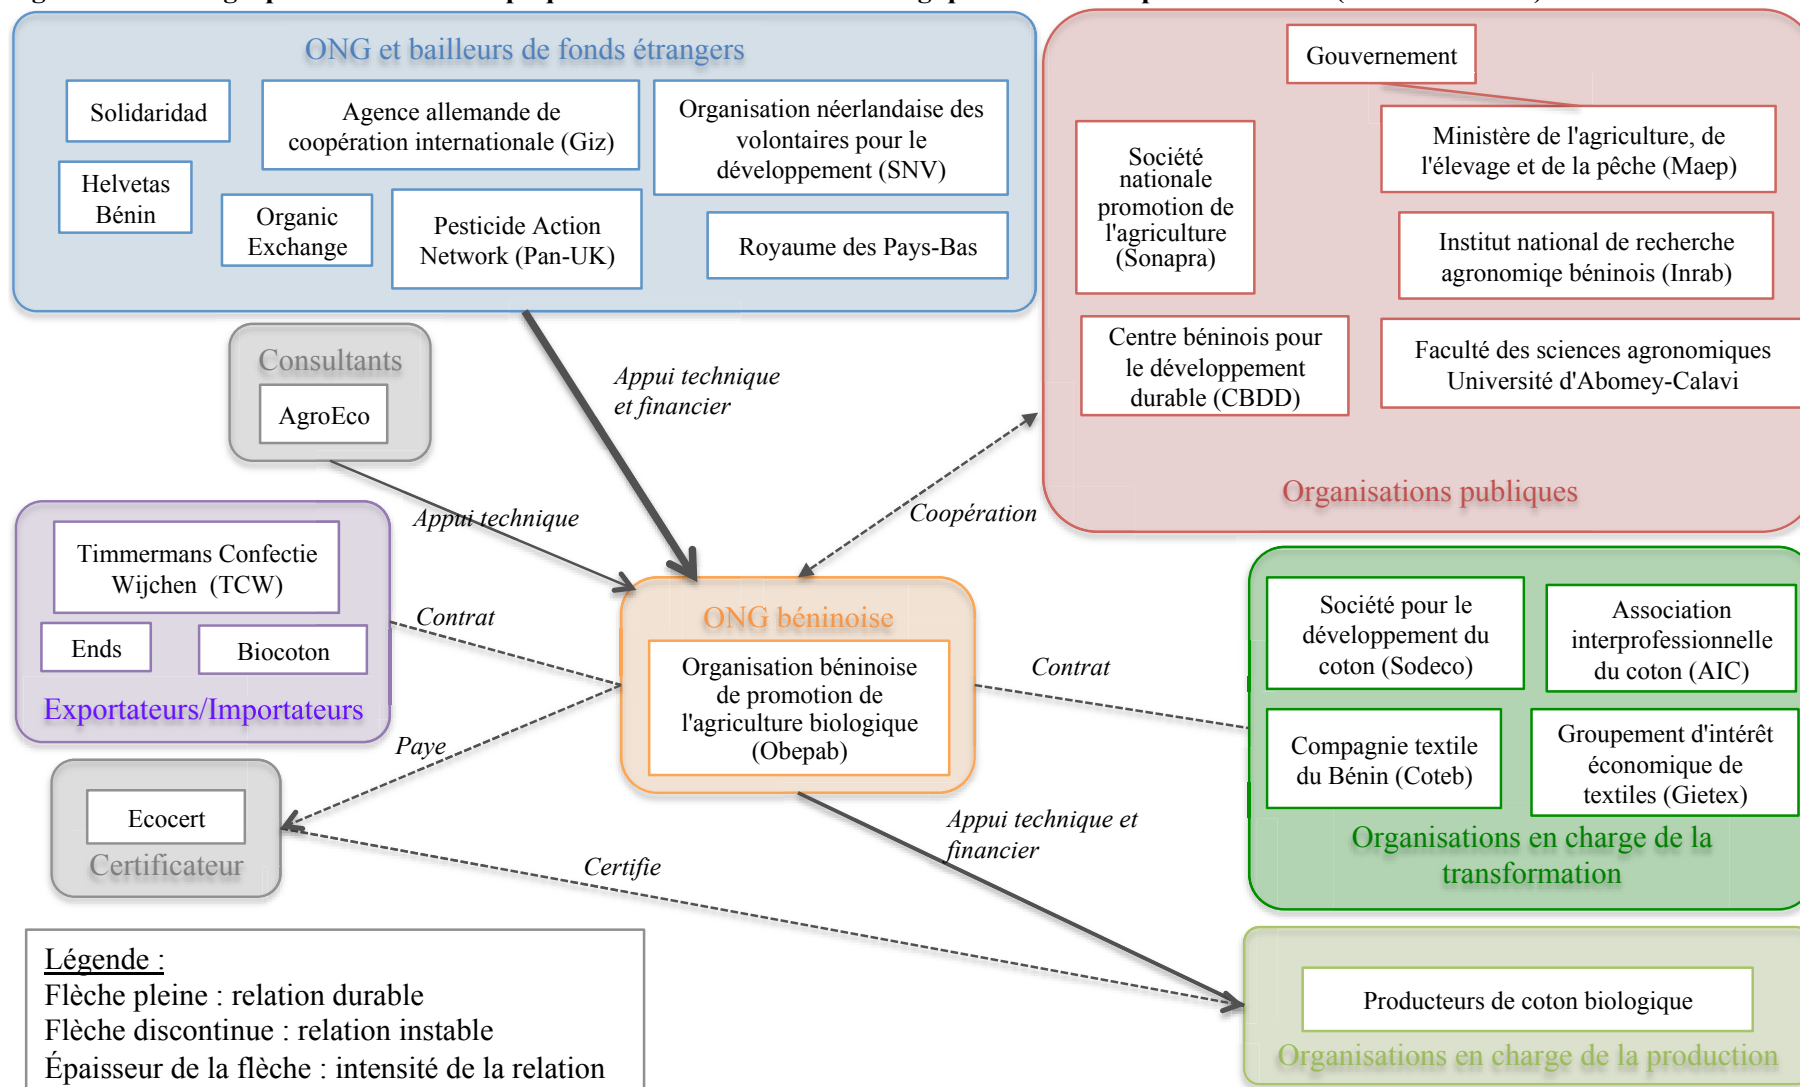 ONG et bailleurs de fonds étrangers
Solidaridad
Agence allemande de
coopération internationale (Giz)
Organisation néerlandaise des
volontaires pour le
développement (SNV)
Helvetas
Bénin
Organic
Exchange
Pesticide Action
Network (Pan-UK)
Royaume des Pays-Bas
Gouvernement
Ministère de l'agriculture, de
l'élevage et de la pêche (Maep)
Société
nationale
promotion de
l'agriculture
(Sonapra)
Institut national de recherche
agronomiqe béninois (Inrab)
Centre béninois pour
le développement
durable (CBDD)
Faculté des sciences agronomiques
Université d'Abomey-Calavi
Organisations publiques
Consultants
AgroEco
Appui technique
et financier
Appui technique
Coopération
Timmermans Confectie
Wijchen (TCW)
Ends
Biocoton
Exportateurs/Importateurs
Contrat
Paye
ONG béninoise
Organisation béninoise
de promotion de
l'agriculture biologique
(Obepab)
Contrat
Société pour le
développement du
coton (Sodeco)
Association
interprofessionnelle
du coton (AIC)
Compagnie textile
du Bénin (Coteb)
Groupement d'intérêt
économique de
textiles (Gietex)
Organisations en charge de la
transformation
Ecocert
Certificateur
Certifie
Appui technique et
financier
Producteurs de coton biologique
Organisations en charge de la production
Légende :
Flèche pleine : relation durable
Flèche discontinue : relation instable
Épaisseur de la flèche : intensité de la relation